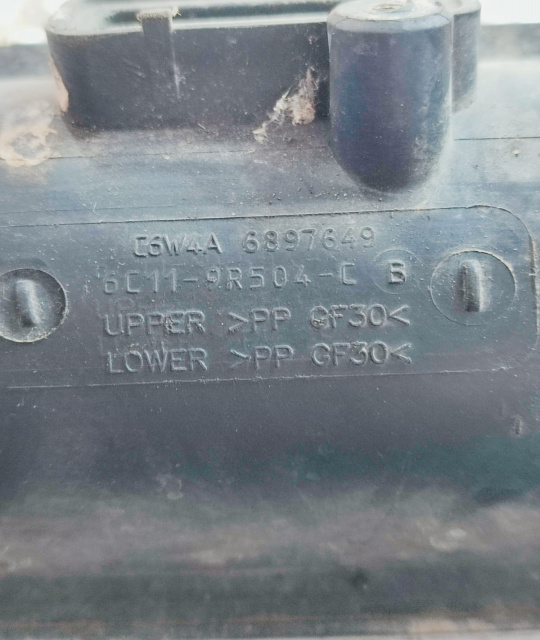 C6W4A 6897649
6C11-9R504-C B
UPPER >PP GF30<
LOWER >PP GF30<